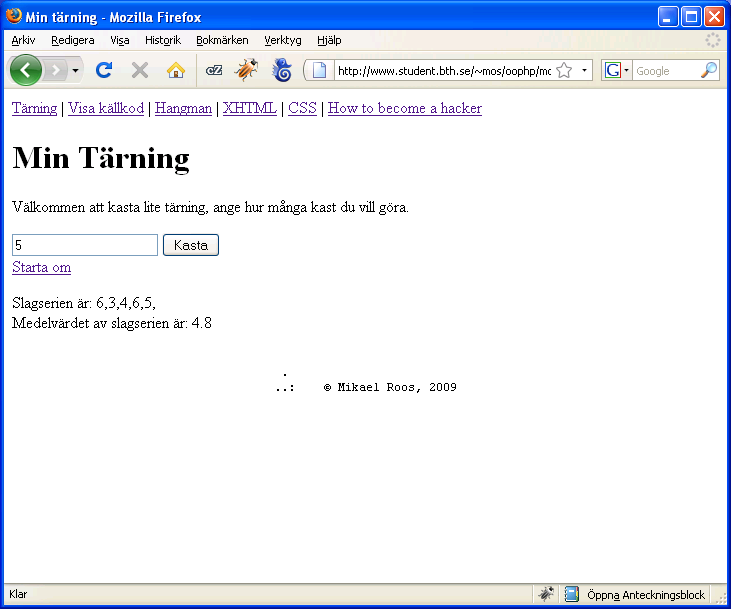 Min tärning - Mozilla Firefox
Arkiv Redigera Visa Historik Bokmärken Verktyg Hjälp
http://www.student.bth.se/~mos/oophp/mo Google
Tärning | Visa källkod | Hangman | XHTML | CSS | How to become a hacker
Min Tärning
Välkommen att kasta lite tärning, ange hur många kast du vill göra.
5 Kasta
Starta om
Slagserien är: 6,3,4,6,5,
Medelvärdet av slagserien är: 4.8
.
..: © Mikael Roos, 2009
Klar Öppna Anteckningsblock